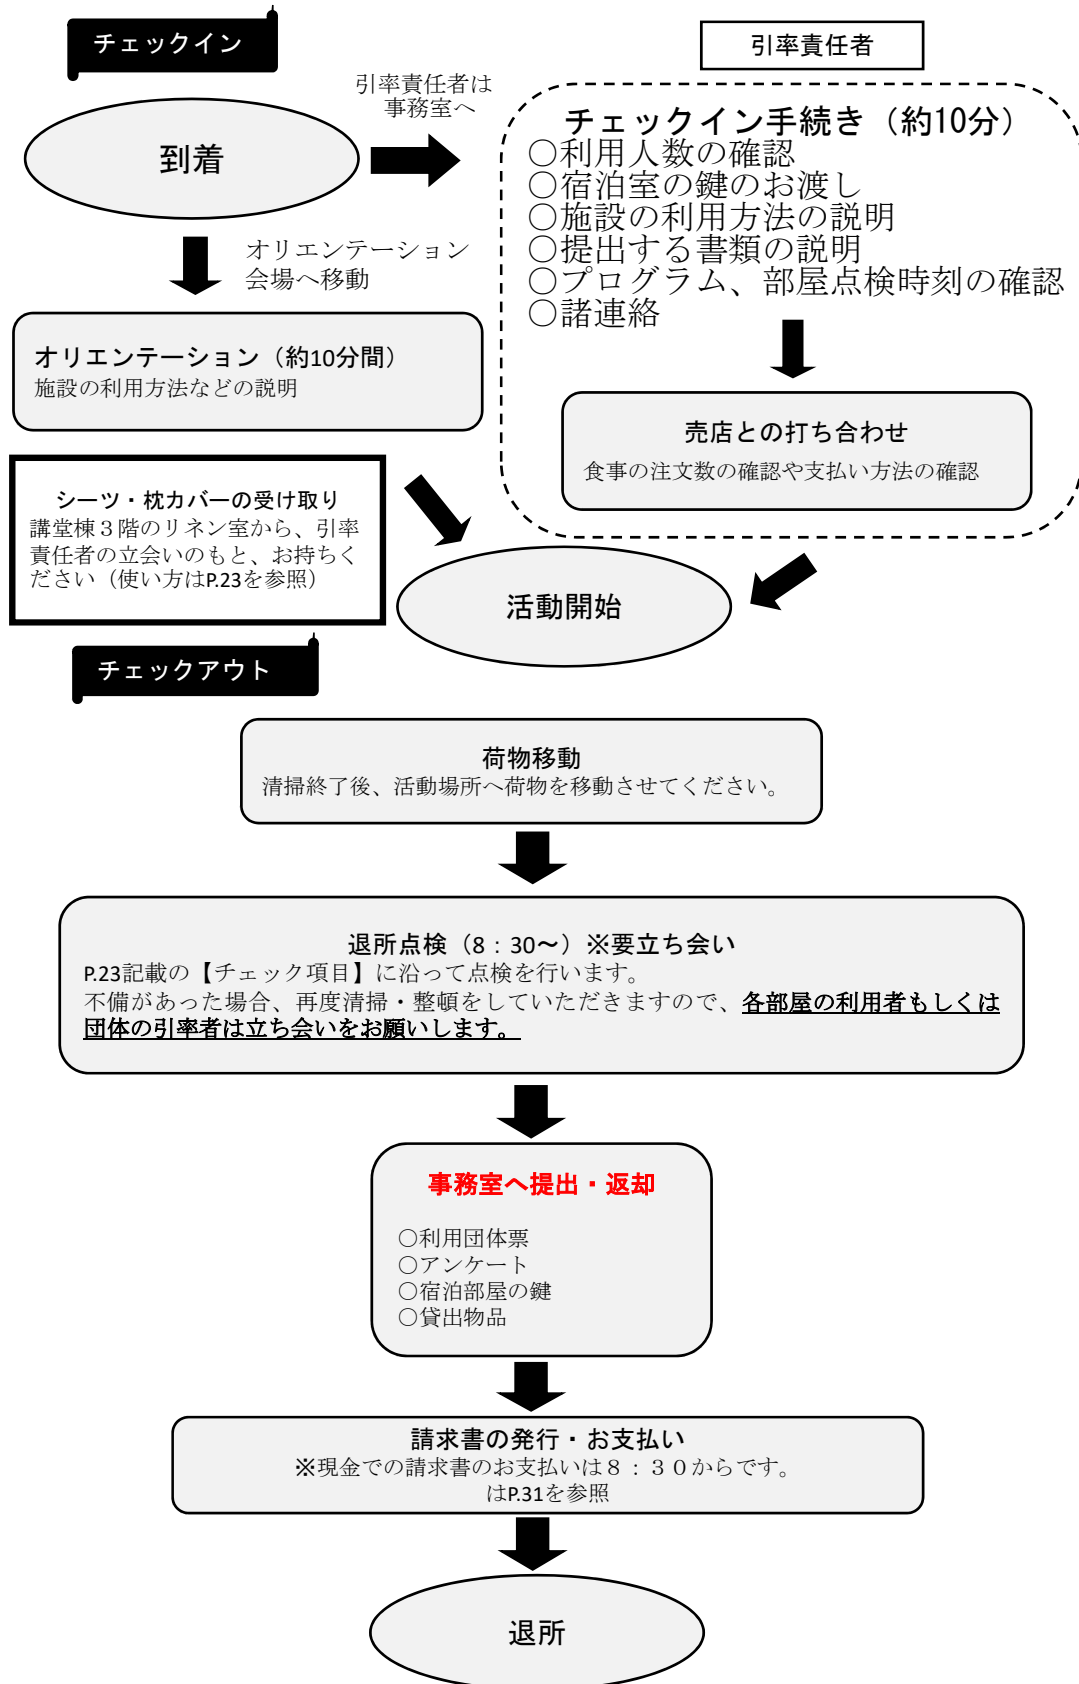 チェックイン
引率責任者
引率責任者は
事務室へ
到着
チェックイン手続き（約10分）
○利用人数の確認
○宿泊室の鍵のお渡し
○施設の利用方法の説明
○提出する書類の説明
○プログラム、部屋点検時刻の確認
○諸連絡
オリエンテーション
会場へ移動
オリエンテーション（約10分間）
施設の利用方法などの説明
売店との打ち合わせ
食事の注文数の確認や支払い方法の確認
シーツ・枕カバーの受け取り
講堂棟３階のリネン室から、引率
責任者の立会いのもと、お持ちく
ださい（使い方はP.23を参照）
活動開始
チェックアウト
荷物移動
清掃終了後、活動場所へ荷物を移動させてください。
退所点検（8：30～）※要立ち会い
P.23記載の【チェック項目】に沿って点検を行います。
不備があった場合、再度清掃・整頓をしていただきますので、各部屋の利用者もしくは
団体の引率者は立ち会いをお願いします。
事務室へ提出・返却
○利用団体票
○アンケート
○宿泊部屋の鍵
○貸出物品
請求書の発行・お支払い
※現金での請求書のお支払いは８：３０からです。
はP.31を参照
退所